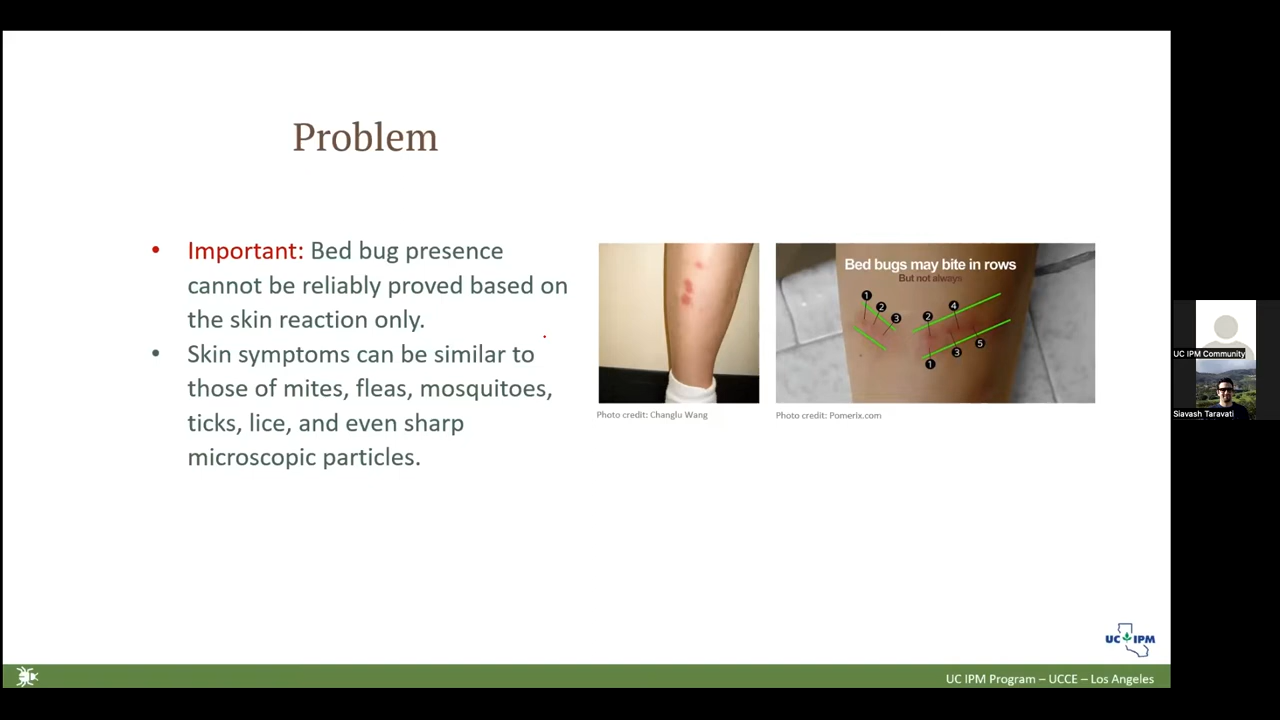 Problem
• Important: Bed bug presence
cannot be reliably proved based on
the skin reaction only.
• Skin symptoms can be similar to
those of mites, fleas, mosquitoes,
ticks, lice, and even sharp
microscopic particles.
Photo credit: Changlu Wang
Bed bugs may bite in rows
But not always
1
2
3
2
4
5
3
1
Photo credit: Pomerix.com
UC IPM Community
Siavash Taravati
UC IPM
UC IPM Program – UCCE – Los Angeles